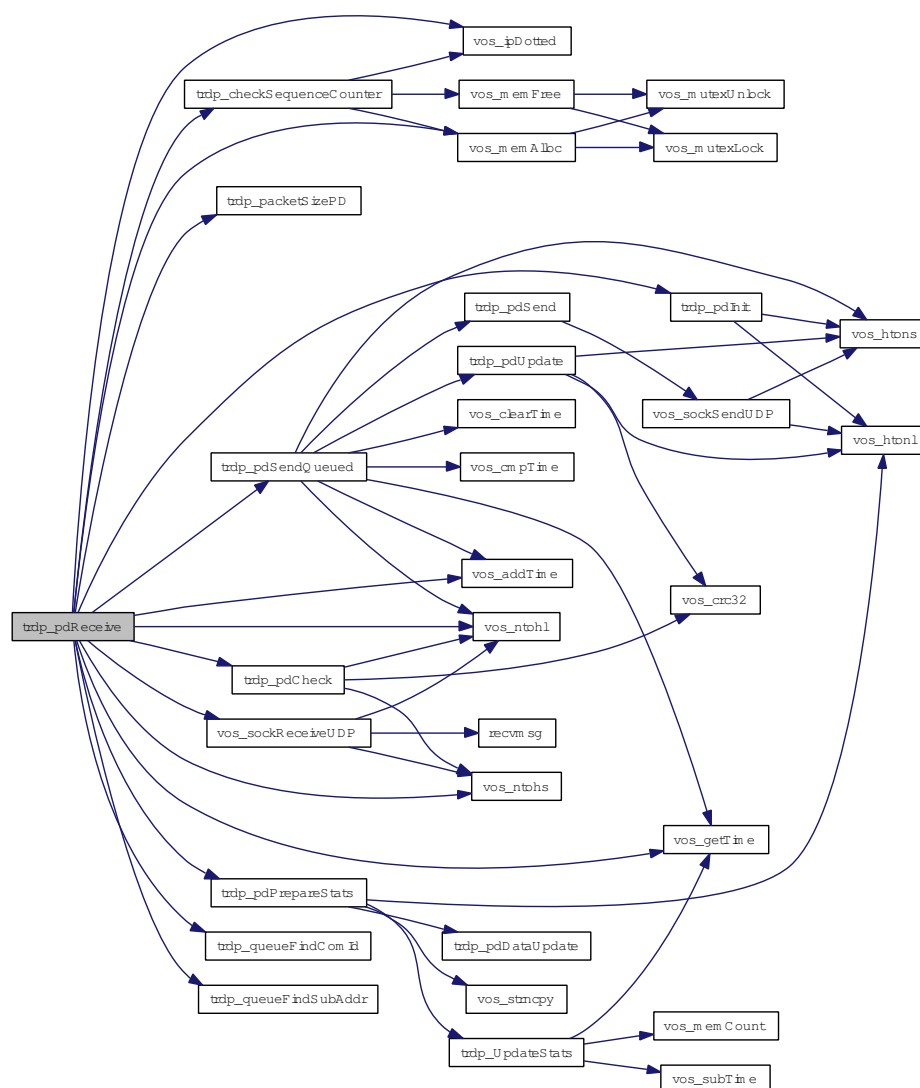 vos_ipDotted
trdp_checkSequenceCounter
vos_memFree
vos_mutexUnlock
vos_memAlloc
vos_mutexLock
trdp_packetSizePD
trdp_pdSend
trdp_pdInit
vos_htons
trdp_pdUpdate
vos_clearTime
vos_sockSendUDP
vos_htonl
trdp_pdSendQueued
vos_cmpTime
vos_addTime
vos_crc32
trdp_pdReceive
vos_ntohl
trdp_pdCheck
vos_sockReceiveUDP
recvmsg
vos_ntohs
vos_getTime
trdp_pdPrepareStats
trdp_queueFindComId
trdp_pdDataUpdate
trdp_queueFindSubAddr
vos_strncpy
vos_memCount
trdp_UpdateStats
vos_subTime